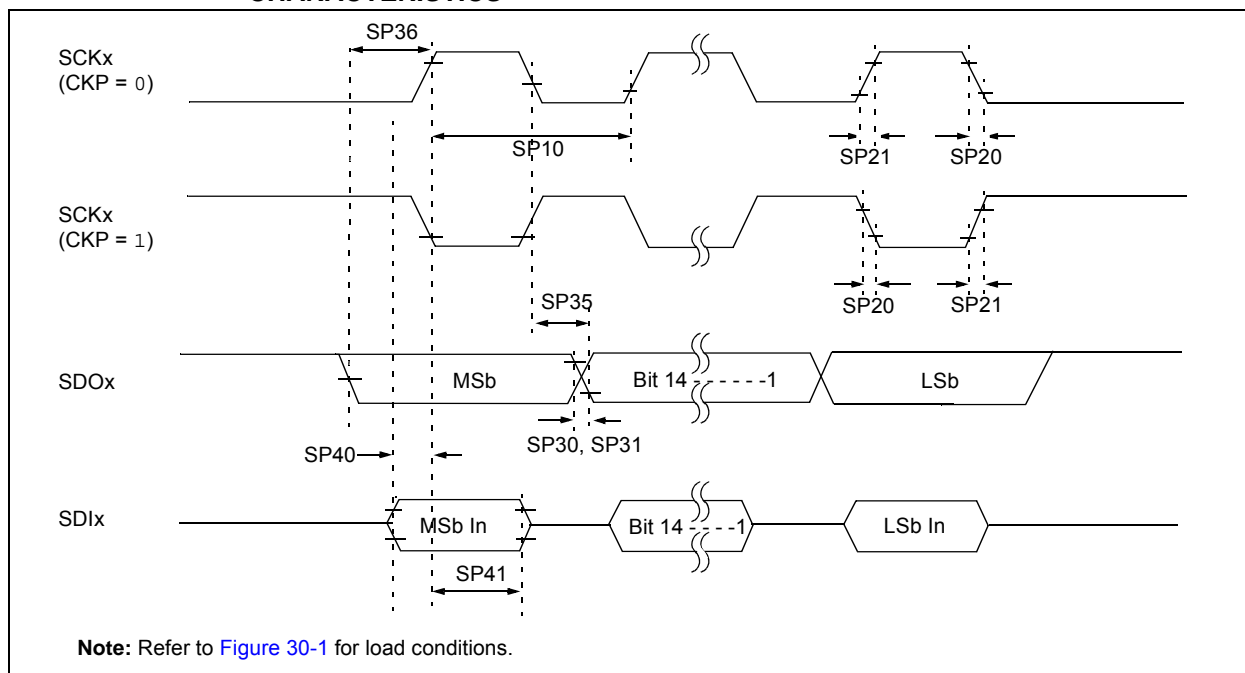 CHARACTERISTICS
SP36
SCKx
(CKP = 0)
SP10
SP21
SP20
SCKx
(CKP = 1)
SP35
SP20
SP21
SDOx
MSb
Bit 14 - - - - - -1
LSb
SP30, SP31
SP40
SDIx
MSb In
Bit 14 - - - -1
LSb In
SP41
Note: Refer to Figure 30-1 for load conditions.